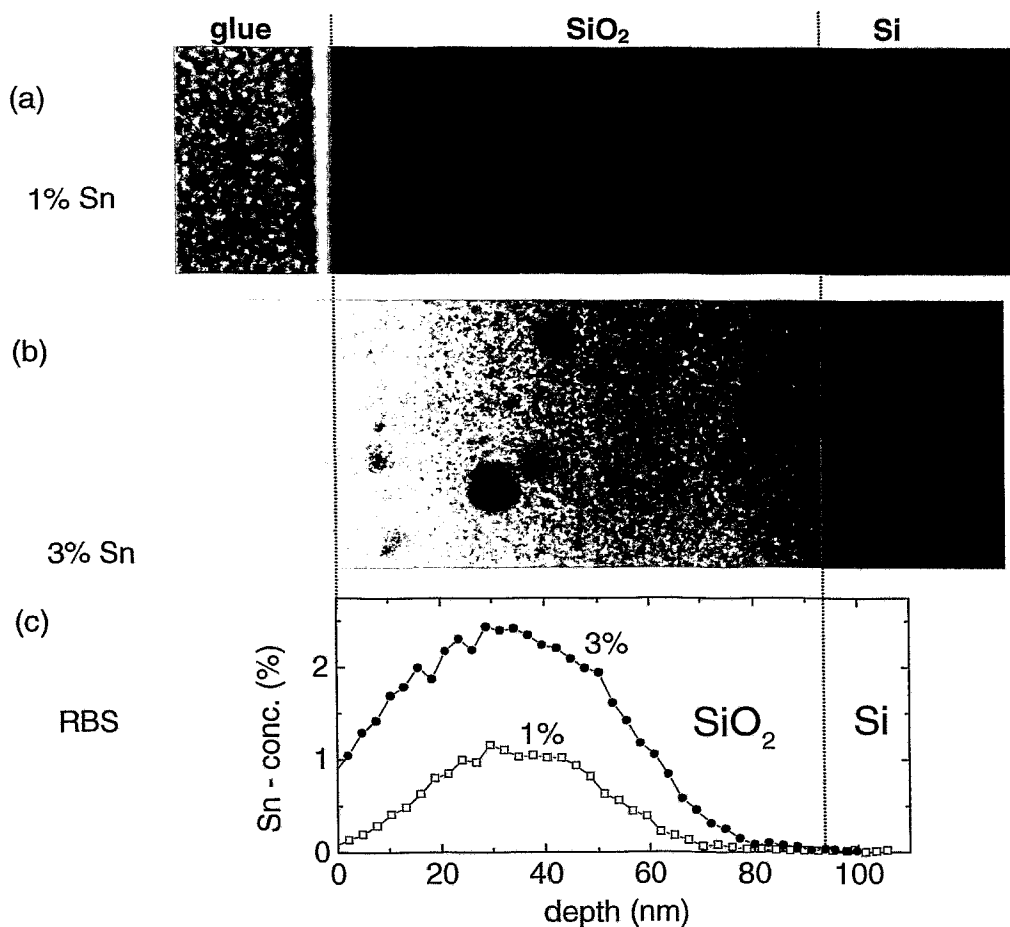 glue SiO₂ Si
(a)
1% Sn
(b)
3% Sn
(c)
RBS
Sn - conc. (%)
2
1
0
3%
1%
SiO₂ Si
0 20 40 60 80 100
depth (nm)